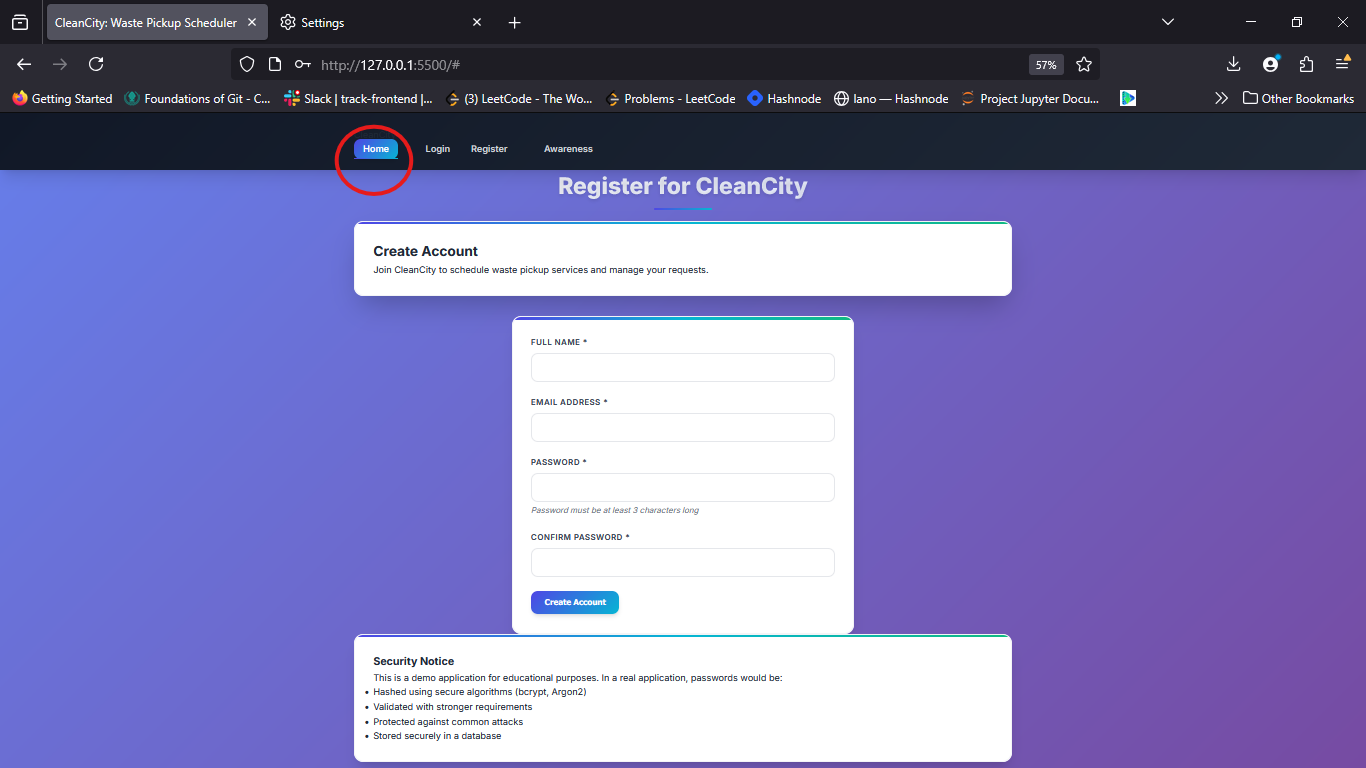 CleanCity: Waste Pickup Scheduler
Settings
http://127.0.0.1:5500/#
57%
Getting Started
Foundations of Git - C...
Slack | track-frontend |...
(3) LeetCode - The Wo...
Problems - LeetCode
Hashnode
Iano — Hashnode
Project Jupyter Docu...
Other Bookmarks
Home
Login
Register
Awareness
Register for CleanCity
Create Account
Join CleanCity to schedule waste pickup services and manage your requests.
FULL NAME *
EMAIL ADDRESS *
PASSWORD *
Password must be at least 3 characters long
CONFIRM PASSWORD *
Create Account
Security Notice
This is a demo application for educational purposes. In a real application, passwords would be:
• Hashed using secure algorithms (bcrypt, Argon2)
• Validated with stronger requirements
• Protected against common attacks
• Stored securely in a database